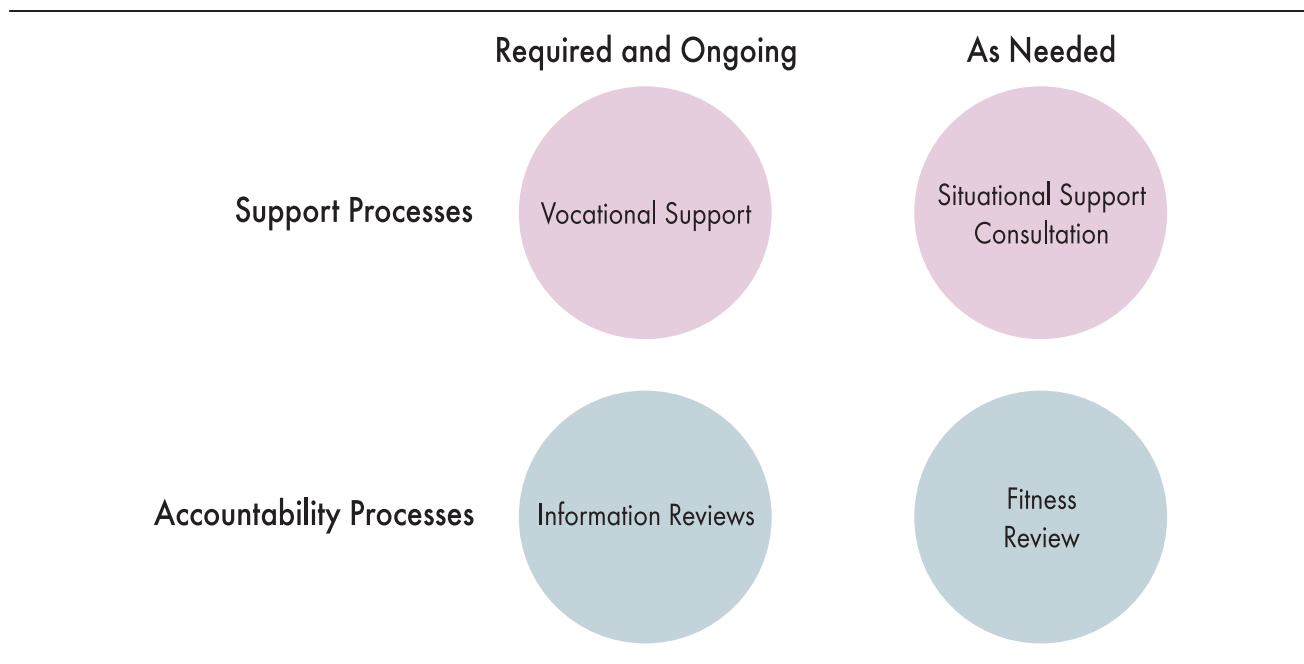 Required and Ongoing
As Needed
Support Processes
Vocational Support
Situational Support
Consultation
Accountability Processes
Information Reviews
Fitness
Review